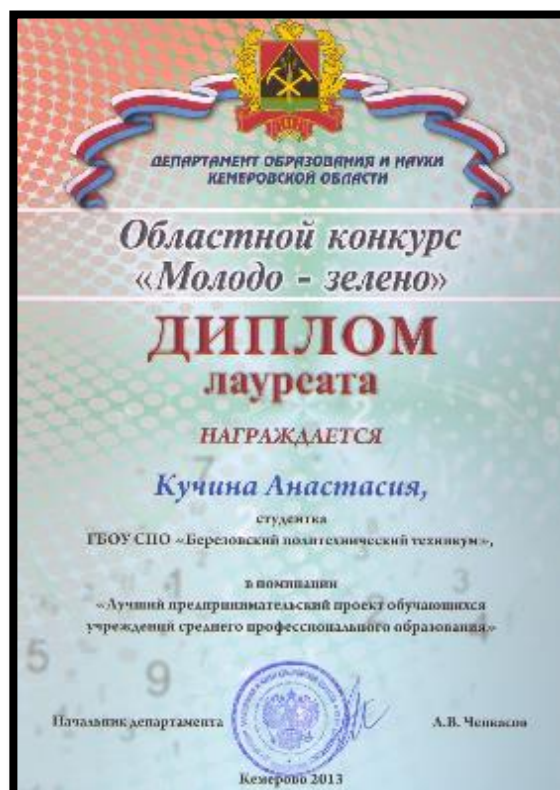 ДЕПАРТАМЕНТ ОБРАЗОВАНИЯ И НАУКИ
КЕМЕРОВСКОЙ ОБЛАСТИ
Областной конкурс
«Молодо - зелено»
ДИПЛОМ
лауреата
НАГРАЖДАЕТСЯ
Кучина Анастасия,
студентка
ГБОУ СПО «Березовский политехнический техникум»,
в номинации
«Лучший предпринимательский проект обучающихся
учреждений среднего профессионального образования»
Начальник департамента А.В. Чепкасов
Кемерово 2013